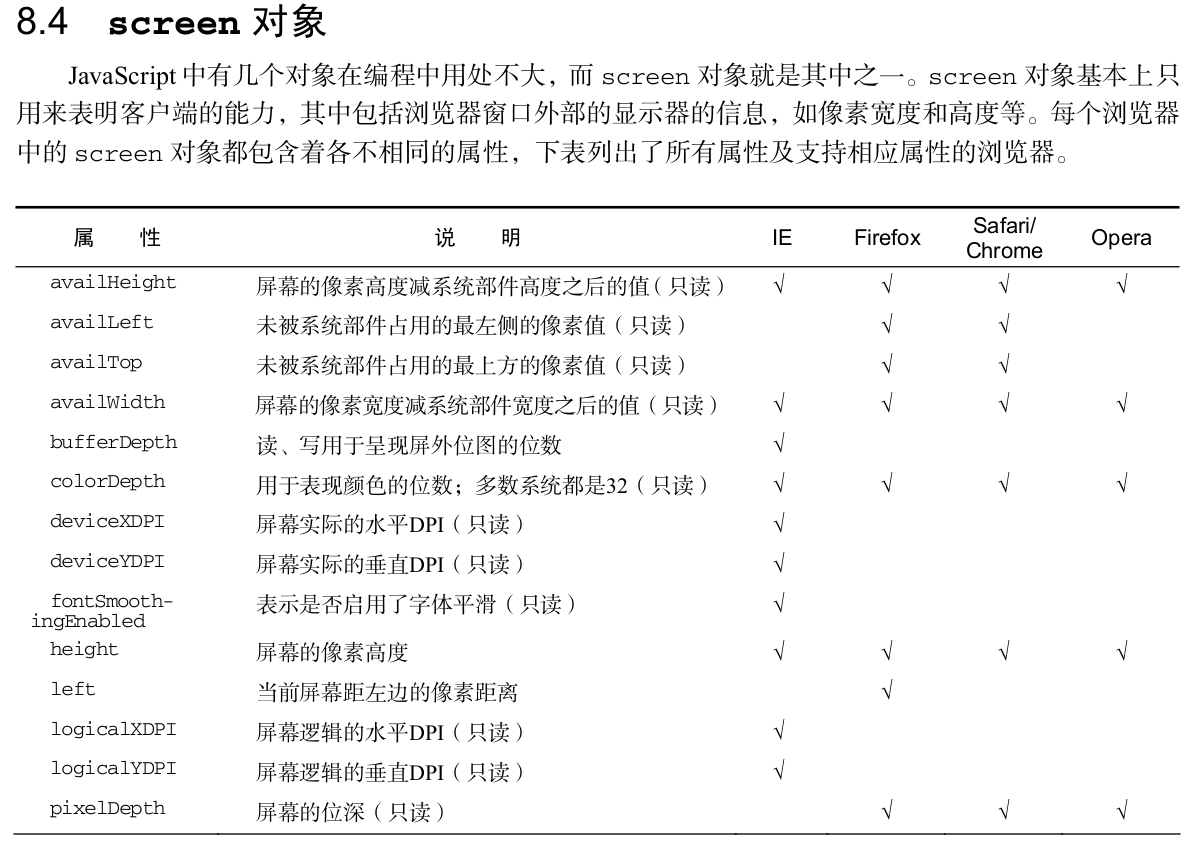 8.4 screen 对象
JavaScript 中有几个对象在编程中用处不大，而 screen 对象就是其中之一。screen 对象基本上只
用来表明客户端的能力，其中包括浏览器窗口外部的显示器的信息，如像素宽度和高度等。每个浏览器
中的 screen 对象都包含着各不相同的属性，下表列出了所有属性及支持相应属性的浏览器。
属 性 说 明 IE Firefox Safari/ Chrome Opera
availHeight 屏幕的像素高度减系统部件高度之后的值（只读） √ √ √ √
availLeft 未被系统部件占用的最左侧的像素值（只读） √ √
availTop 未被系统部件占用的最上方的像素值（只读） √ √
availWidth 屏幕的像素宽度减系统部件宽度之后的值（只读） √ √ √ √
bufferDepth 读、写用于呈现屏外位图的位数 √
colorDepth 用于表现颜色的位数；多数系统都是32（只读） √ √ √ √
deviceXDPI 屏幕实际的水平DPI（只读） √
deviceYDPI 屏幕实际的垂直DPI（只读） √
fontSmooth- 表示是否启用了字体平滑（只读） √
ingEnabled
height 屏幕的像素高度 √ √ √ √
left 当前屏幕距左边的像素距离 √
logicalXDPI 屏幕逻辑的水平DPI（只读） √
logicalYDPI 屏幕逻辑的垂直DPI（只读） √
pixelDepth 屏幕的位深（只读） √ √ √